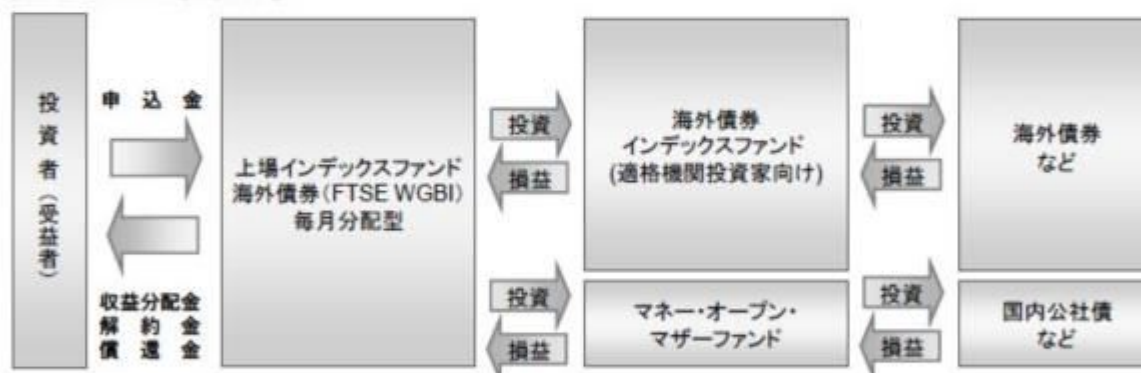 投資者(受益者)
申込金
収益分配金
解約金
償還金
上場インデックスファンド
海外債券(FTSE WGBI)
毎月分配型
投資
損益
投資
損益
海外債券
インデックスファンド
(適格機関投資家向け)
マネー・オープン・
マザーファンド
投資
損益
投資
損益
海外債券
など
国内公社債
など